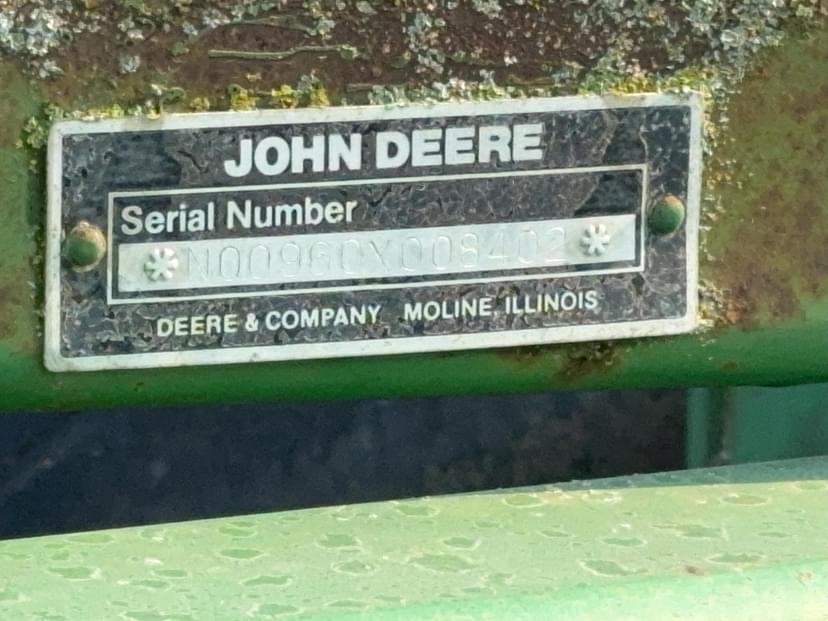 JOHN DEERE
Serial Number
*N00960X008402*
DEERE & COMPANY MOLINE, ILLINOIS